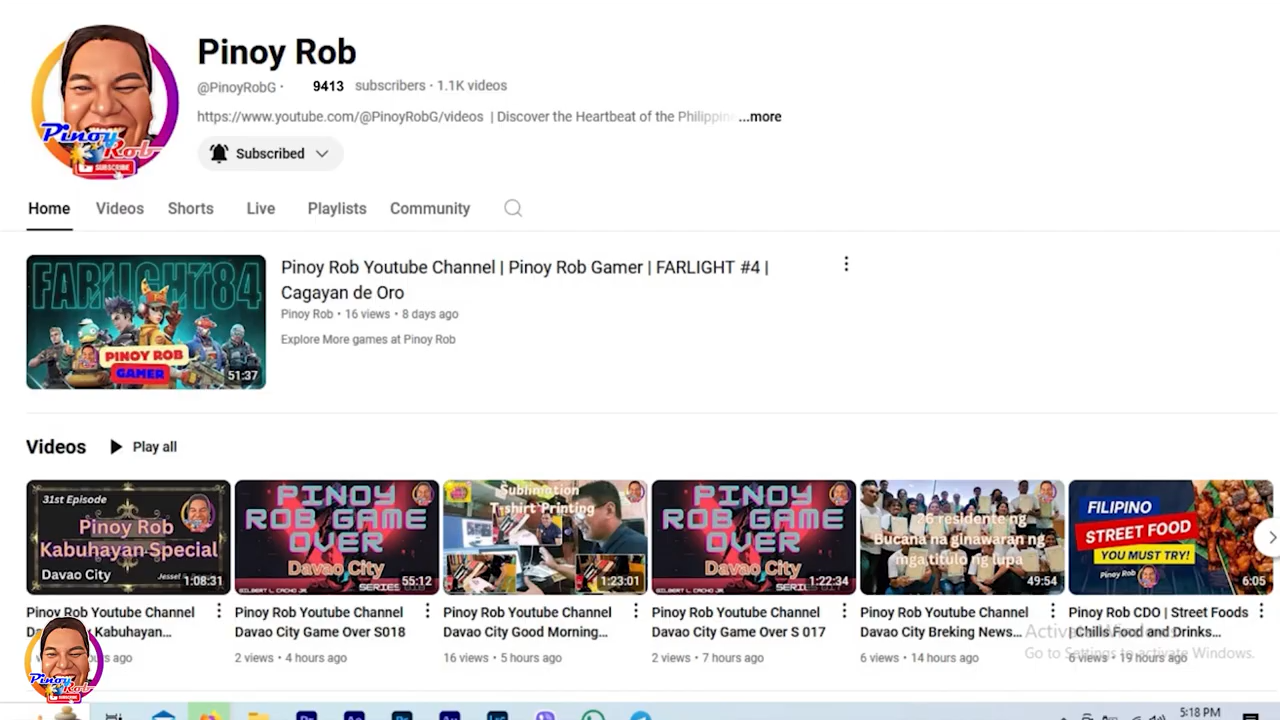 Pinoy Rob
@PinoyRobG · 9413 subscribers · 1.1K videos
https://www.youtube.com/@PinoyRobG/videos | Discover the Heartbeat of the Philippin ...more
Subscribed
Home Videos Shorts Live Playlists Community
Pinoy Rob
SUBSCRIBE
FARLIGHT84
PINOY ROB
GAMER
51:37
Pinoy Rob Youtube Channel | Pinoy Rob Gamer | FARLIGHT #4 |
Cagayan de Oro
Pinoy Rob • 16 views • 8 days ago
Explore More games at Pinoy Rob
Videos Play all
31st Episode
Pinoy Rob
Kabuhayan Special
Davao City
1:08:31
PINOY
ROB GAME
OVER
Davao City
GILBERT L. CACHO JR.
55:12
Sublimation
T-shirt Printing
1:23:01
PINOY
ROB GAME
OVER
Davao City
GILBERT L. CACHO JR.
1:22:34
26 residente ng
Bucana na ginawaran ng
mga titulo ng lupa
49:54
FILIPINO
STREET FOOD
YOU MUST TRY!
Pinoy Rob
6:05
Pinoy Rob Youtube Channel
Kabuhayan...
ago
Pinoy Rob Youtube Channel
Davao City Game Over S018
2 views • 4 hours ago
Pinoy Rob Youtube Channel
Davao City Good Morning...
16 views • 5 hours ago
Pinoy Rob Youtube Channel
Davao City Game Over S 017
2 views • 7 hours ago
Pinoy Rob Youtube Channel
Davao City Breking News...
6 views • 14 hours ago
Pinoy Rob CDO | Street Foods
| Chills Food and Drinks...
6 views • 19 hours ago
Activate Windows
Go to Settings to activate Windows.
Pinoy Rob
SUBSCRIBE
5:18 PM